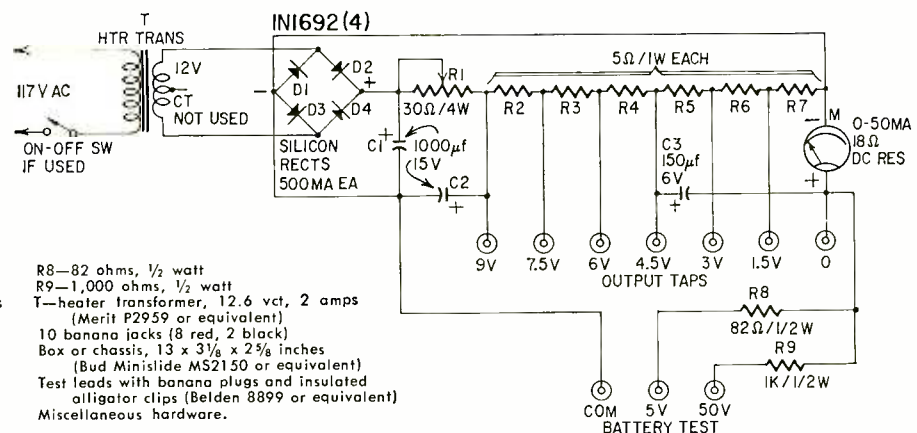 IN1692 (4)
T
HTR TRANS
117V AC
ON-OFF SW
IF USED
12V
CT
NOT USED
D1
D2
D3
D4
−
+
SILICON
RECTS
500MA EA
R1
30Ω/4W
C1
+
1000μf
15V
C2
+
5Ω/1W EACH
R2
R3
R4
R5
R6
R7
C3
150μf
6V
+
−
M
0-50MA
18Ω
DC RES
+
9V
7.5V
6V
4.5V
3V
1.5V
0
OUTPUT TAPS
R8
82Ω/1/2W
R9
1K/1/2W
COM
5V
50V
BATTERY TEST
R8—82 ohms, ½ watt
R9—1,000 ohms, ½ watt
s T—heater transformer, 12.6 vct, 2 amps
(Merit P2959 or equivalent)
10 banana jacks (8 red, 2 black)
Box or chassis, 13 x 3⅛ x 2⅝ inches
(Bud Minislide MS2150 or equivalent)
Test leads with banana plugs and insulated
alligator clips (Belden 8899 or equivalent)
Miscellaneous hardware.